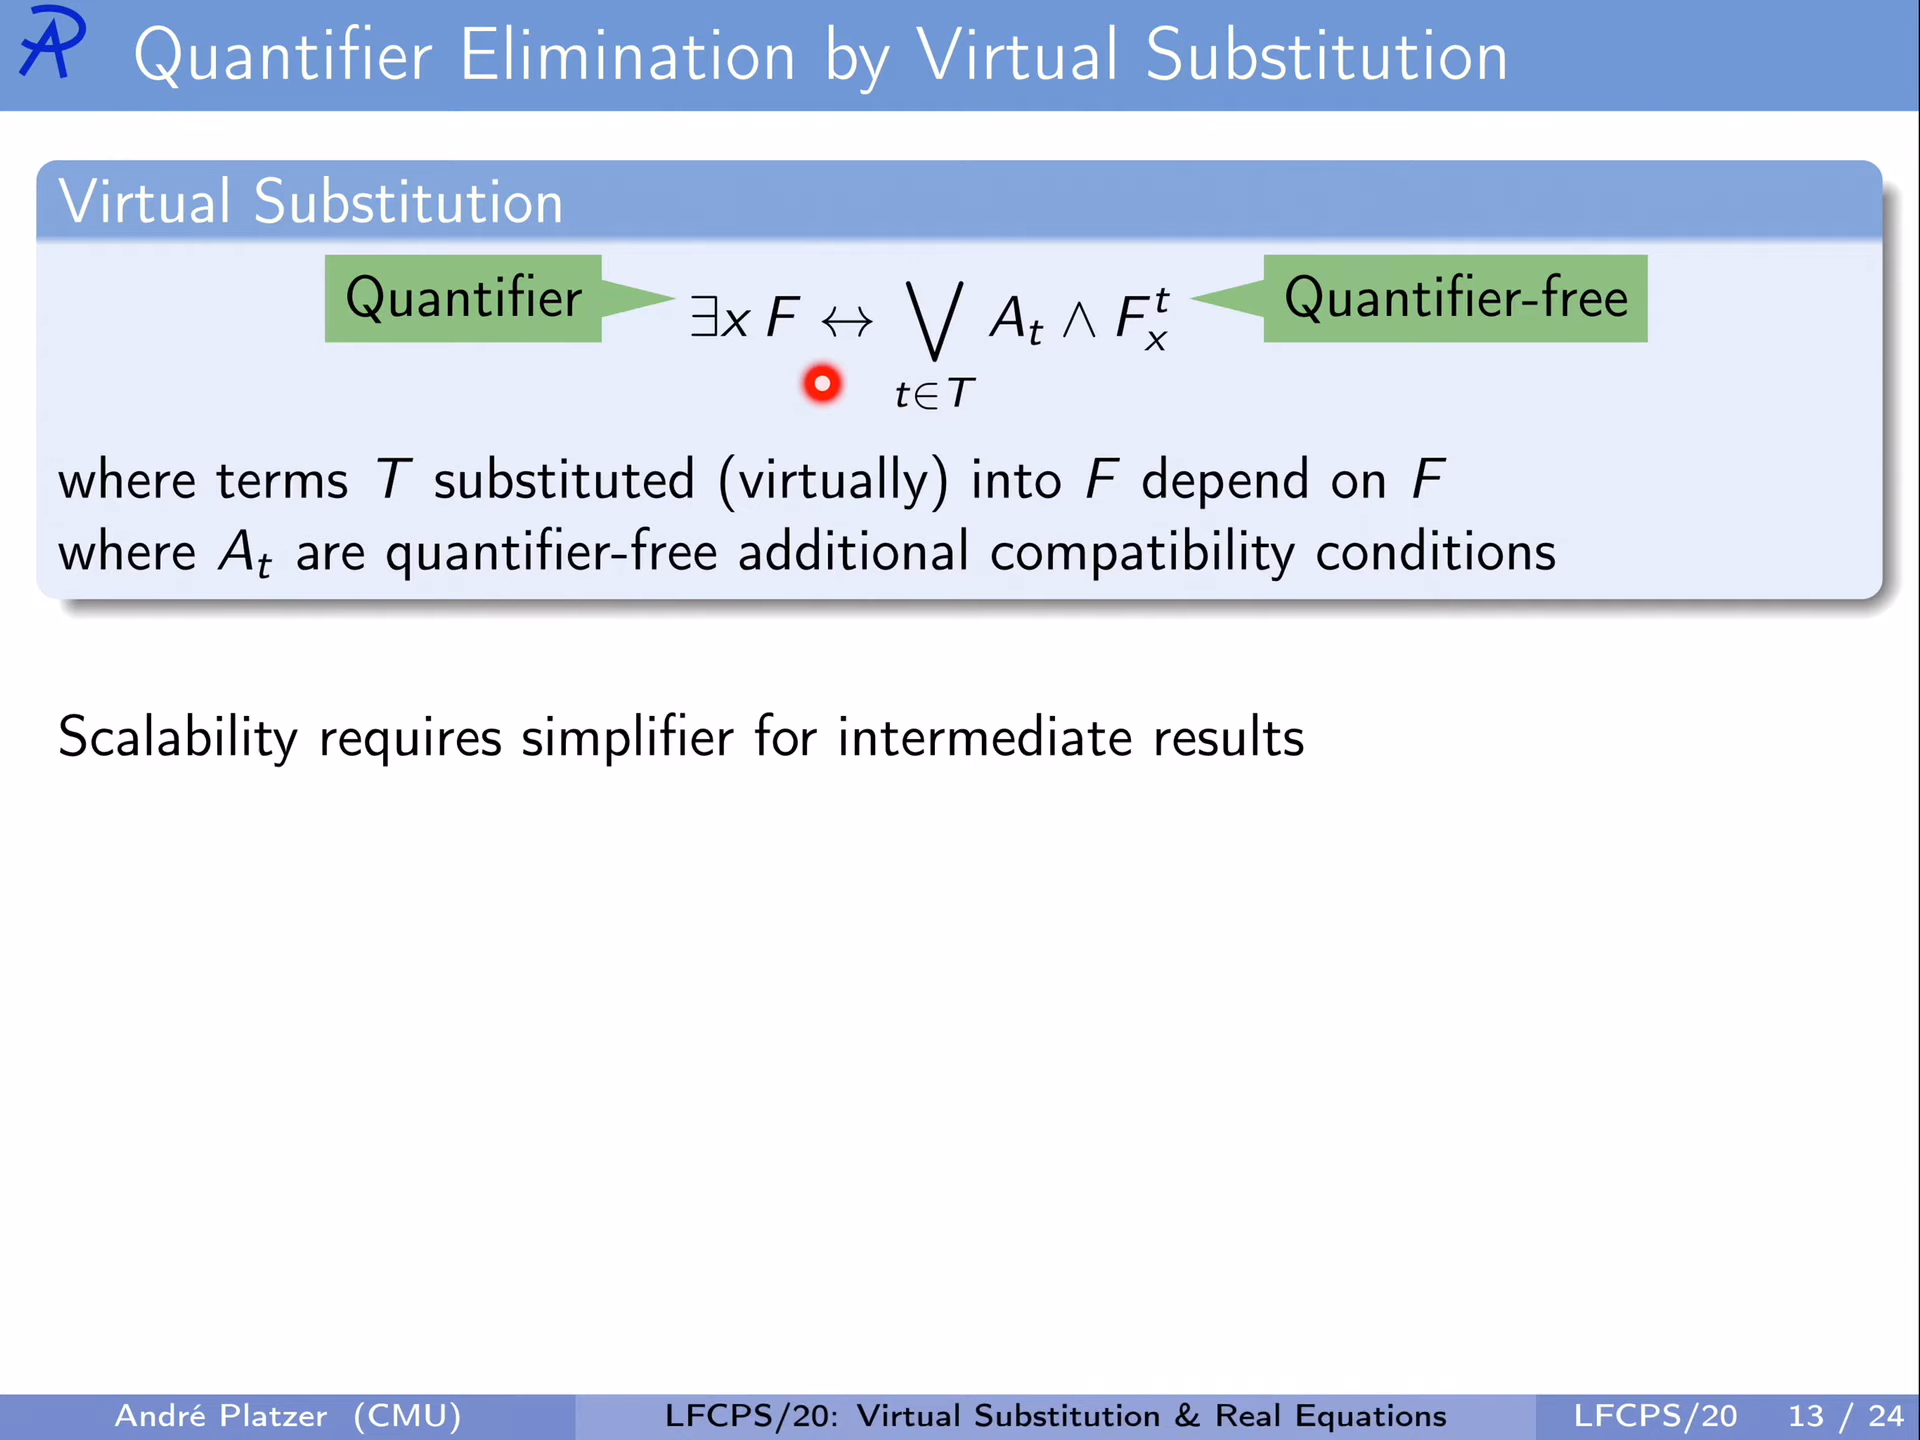 Quantifier Elimination by Virtual Substitution
Virtual Substitution
Quantifier
∃x F ↔ ⋁_{t∈T} A_t ∧ F_x^t
Quantifier-free
where terms T substituted (virtually) into F depend on F
where A_t are quantifier-free additional compatibility conditions
Scalability requires simplifier for intermediate results
André Platzer (CMU)
LFCPS/20: Virtual Substitution & Real Equations
LFCPS/20
13 / 24